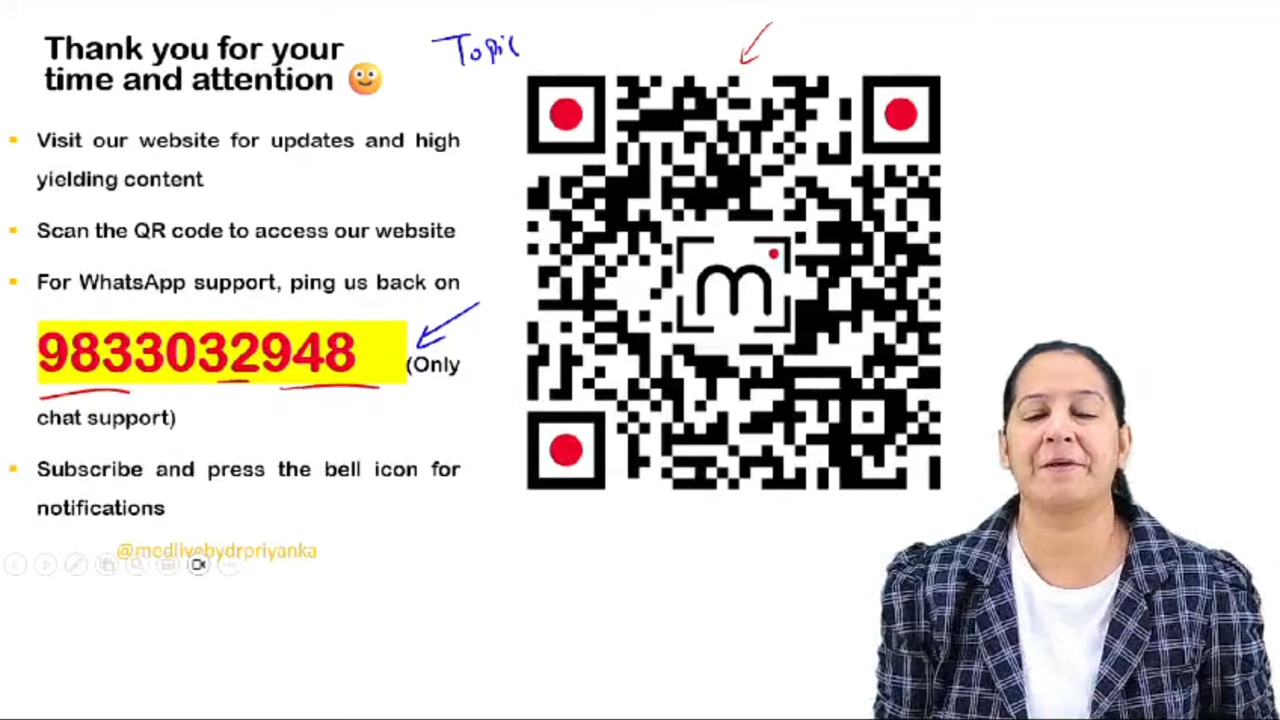 Thank you for your
time and attention
Topic
Visit our website for updates and high
yielding content
Scan the QR code to access our website
For WhatsApp support, ping us back on
9833032948 (Only
chat support)
Subscribe and press the bell icon for
notifications
@medlivebydrpriyanka
m